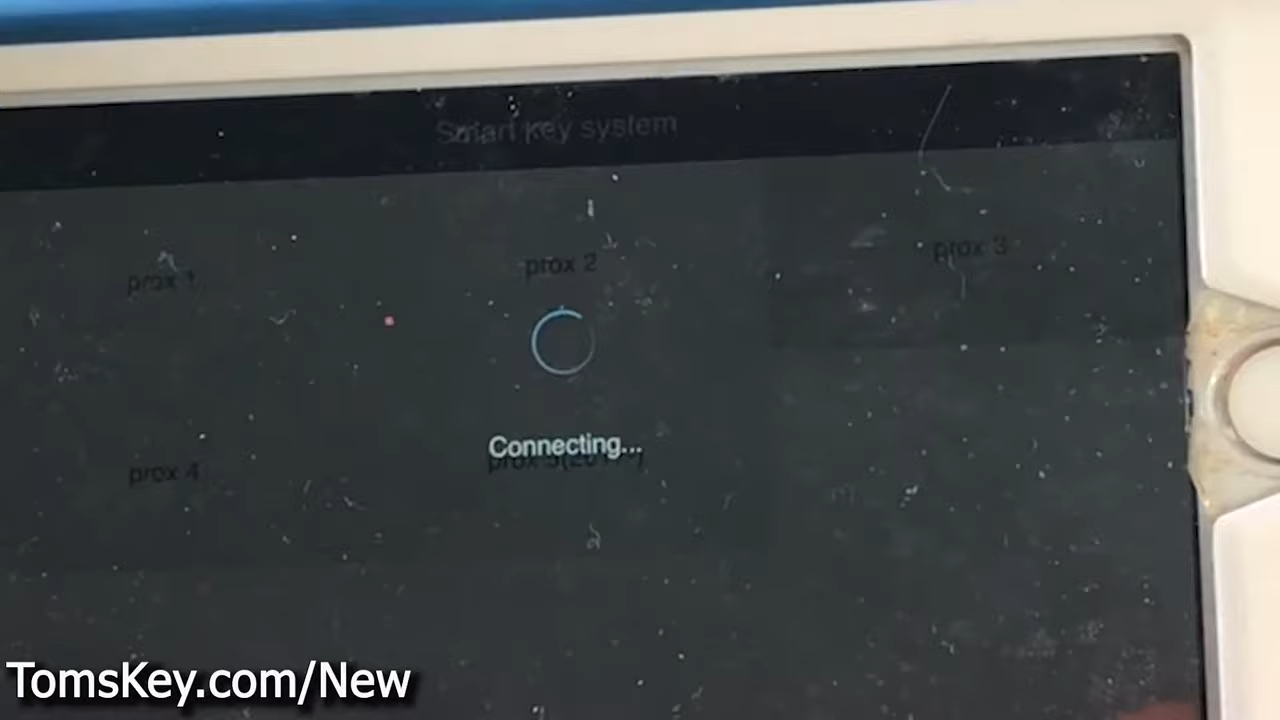 Smart key system
prox 1
prox 2
prox 3
Connecting...
prox 4
TomsKey.com/New